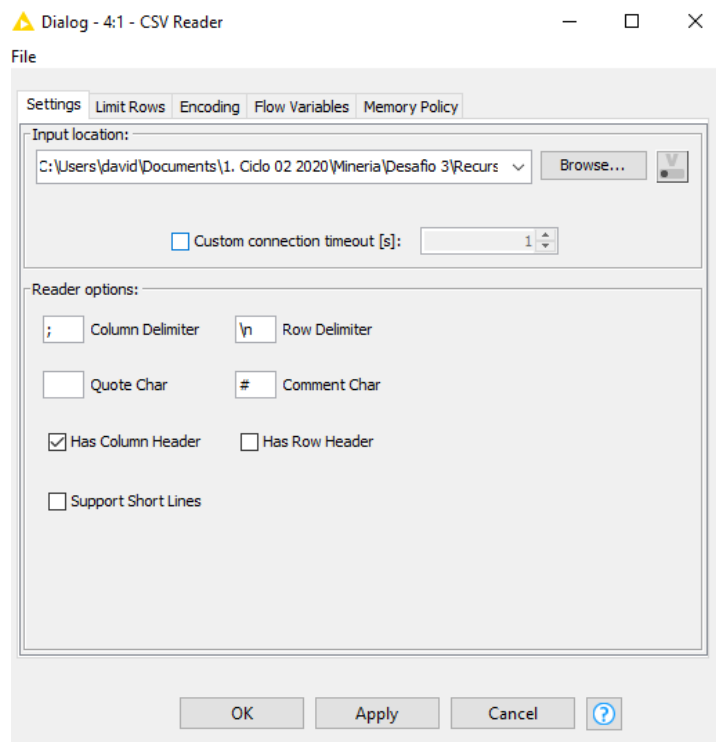 Dialog - 4:1 - CSV Reader
File
Settings Limit Rows Encoding Flow Variables Memory Policy
Input location:
C:\Users\david\Documents\1. Ciclo 02 2020\Mineria\Desafio 3\Recurs Browse... V
Custom connection timeout [s]: 1
Reader options:
; Column Delimiter \n Row Delimiter
Quote Char # Comment Char
Has Column Header Has Row Header
Support Short Lines
OK Apply Cancel ?